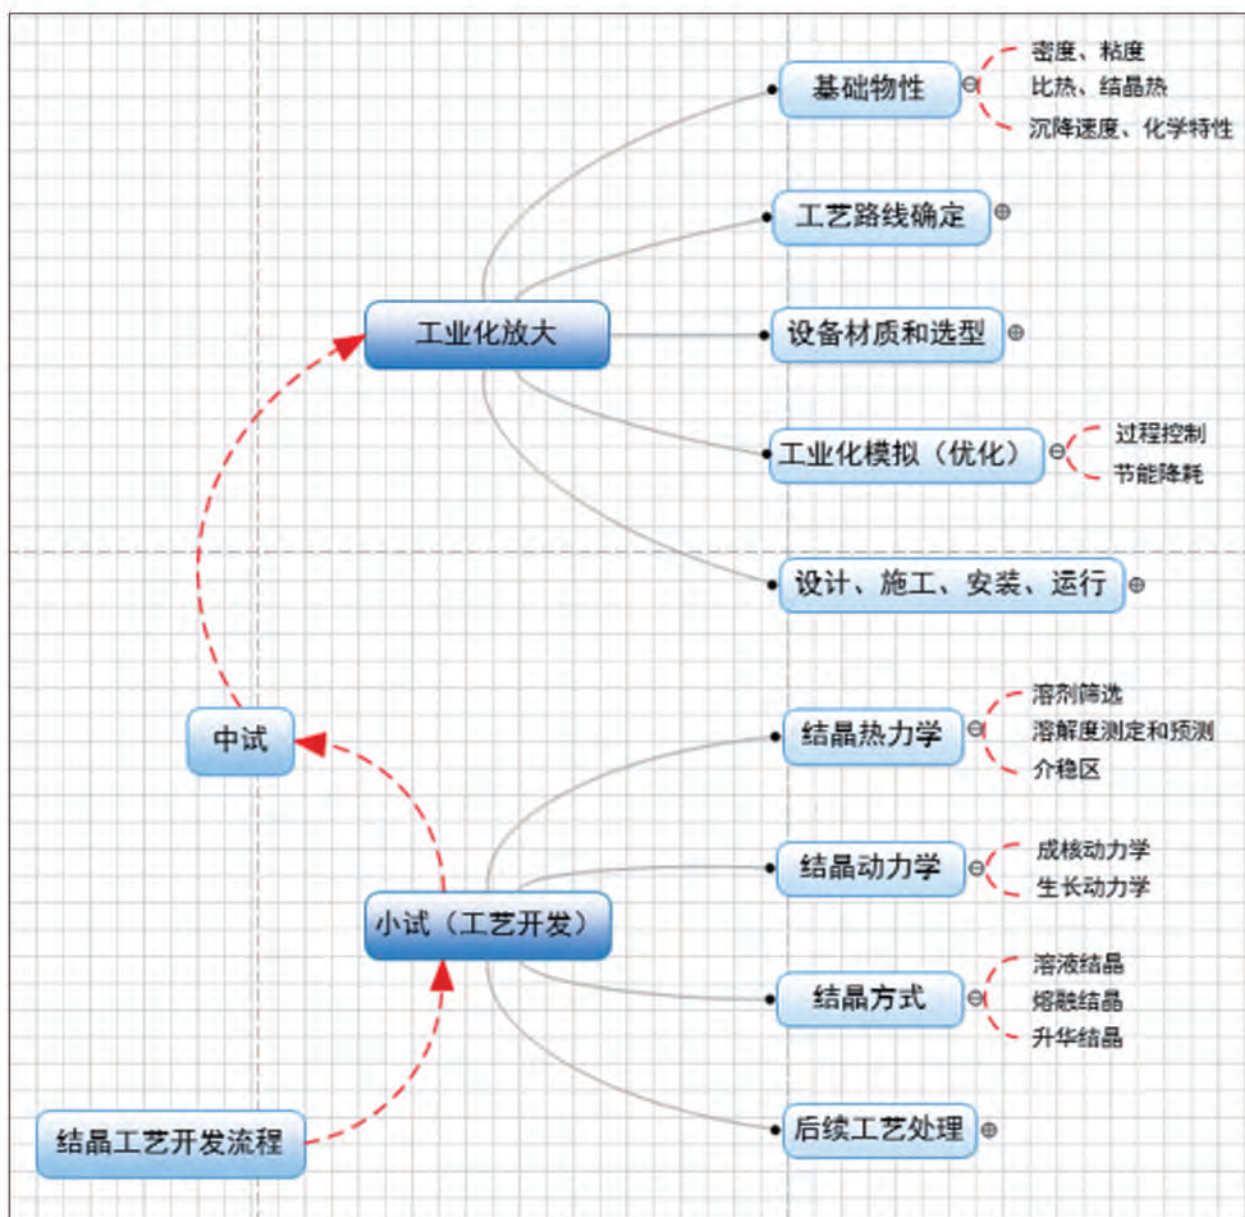 基础物性
密度、粘度
比热、结晶热
沉降速度、化学特性
工艺路线确定
工业化放大
设备材质和选型
工业化模拟（优化）
过程控制
节能降耗
设计、施工、安装、运行
中试
结晶热力学
溶剂筛选
溶解度测定和预测
介稳区
结晶动力学
成核动力学
生长动力学
小试（工艺开发）
结晶方式
溶液结晶
熔融结晶
升华结晶
后续工艺处理
结晶工艺开发流程